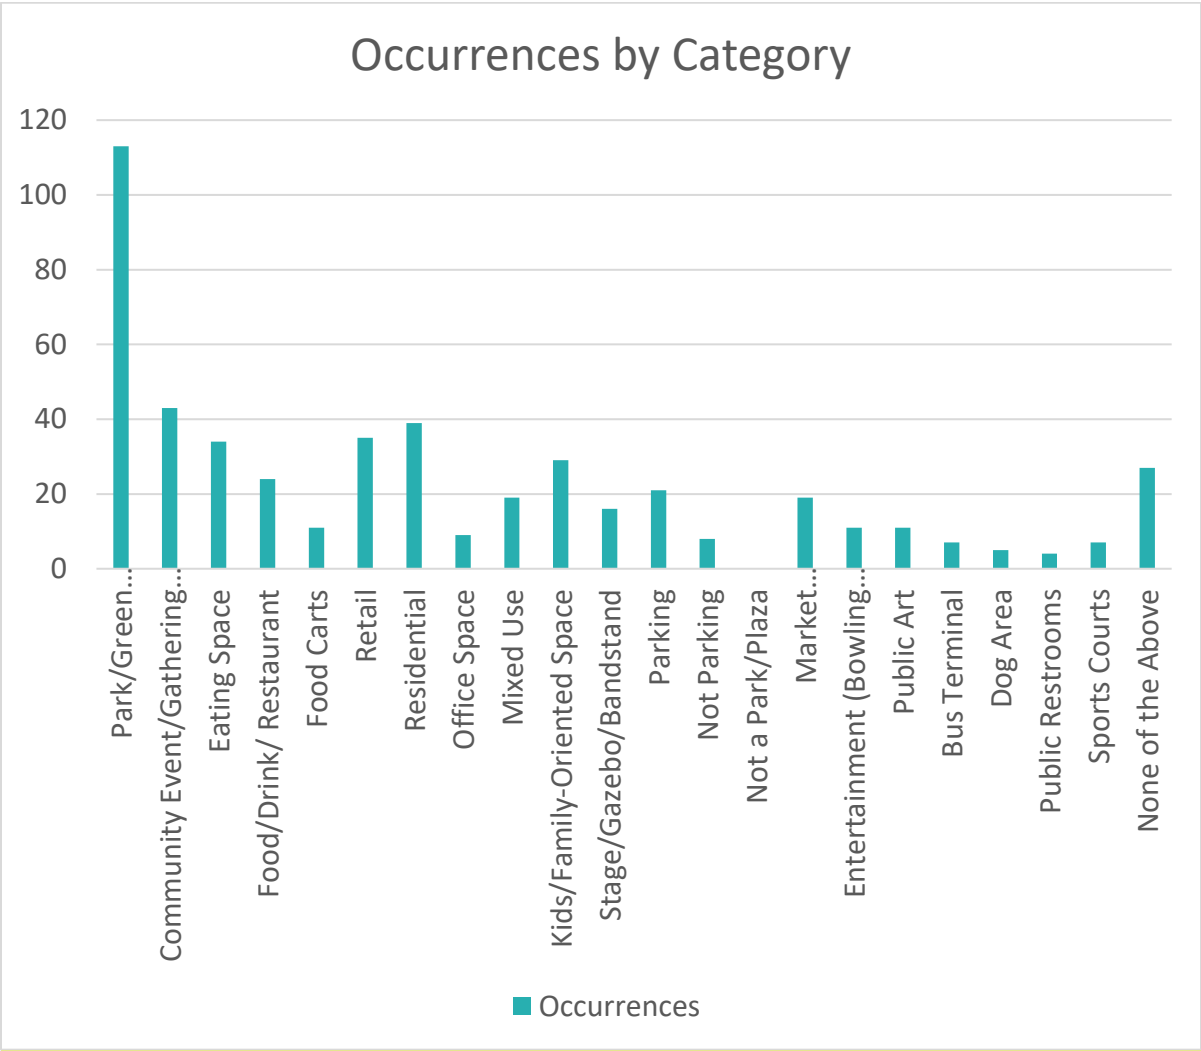 Occurrences by Category
120
100
80
60
40
20
0
Park/Green…
Community Event/Gathering…
Eating Space
Food/Drink/ Restaurant
Food Carts
Retail
Residential
Office Space
Mixed Use
Kids/Family-Oriented Space
Stage/Gazebo/Bandstand
Parking
Not Parking
Not a Park/Plaza
Market…
Entertainment (Bowling…
Public Art
Bus Terminal
Dog Area
Public Restrooms
Sports Courts
None of the Above
Occurrences